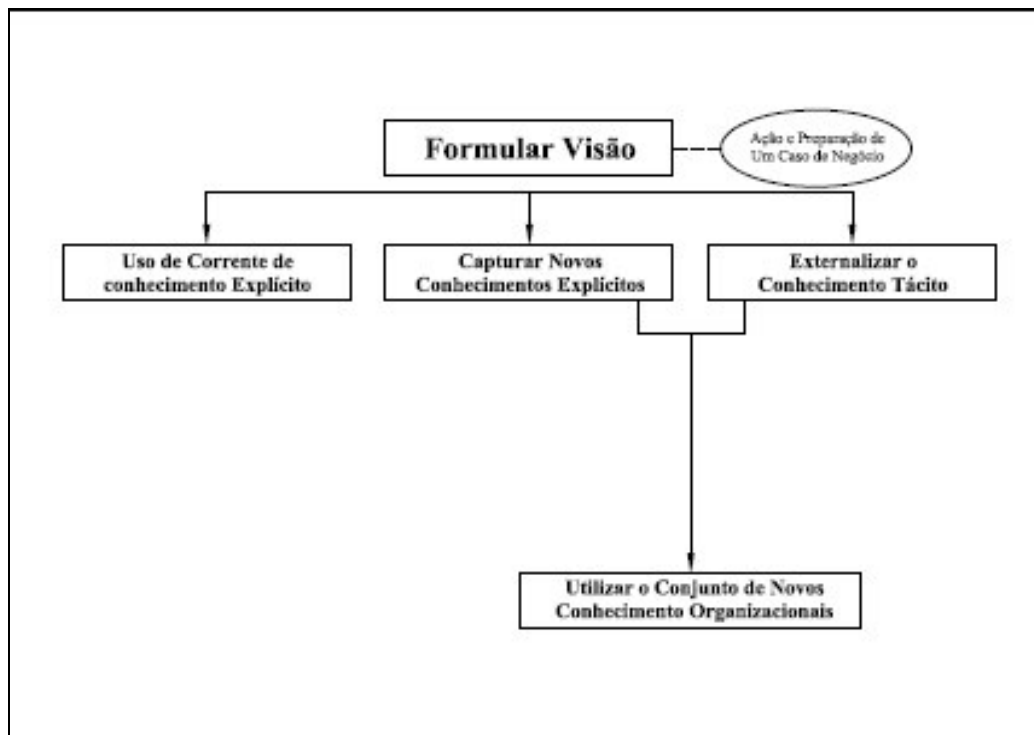 Formular Visão
Ação e Preparação de
Um Caso de Negócio
Uso de Corrente de
conhecimento Explícito
Capturar Novos
Conhecimentos Explícitos
Externalizar o
Conhecimento Tácito
Utilizar o Conjunto de Novos
Conhecimento Organizacionais